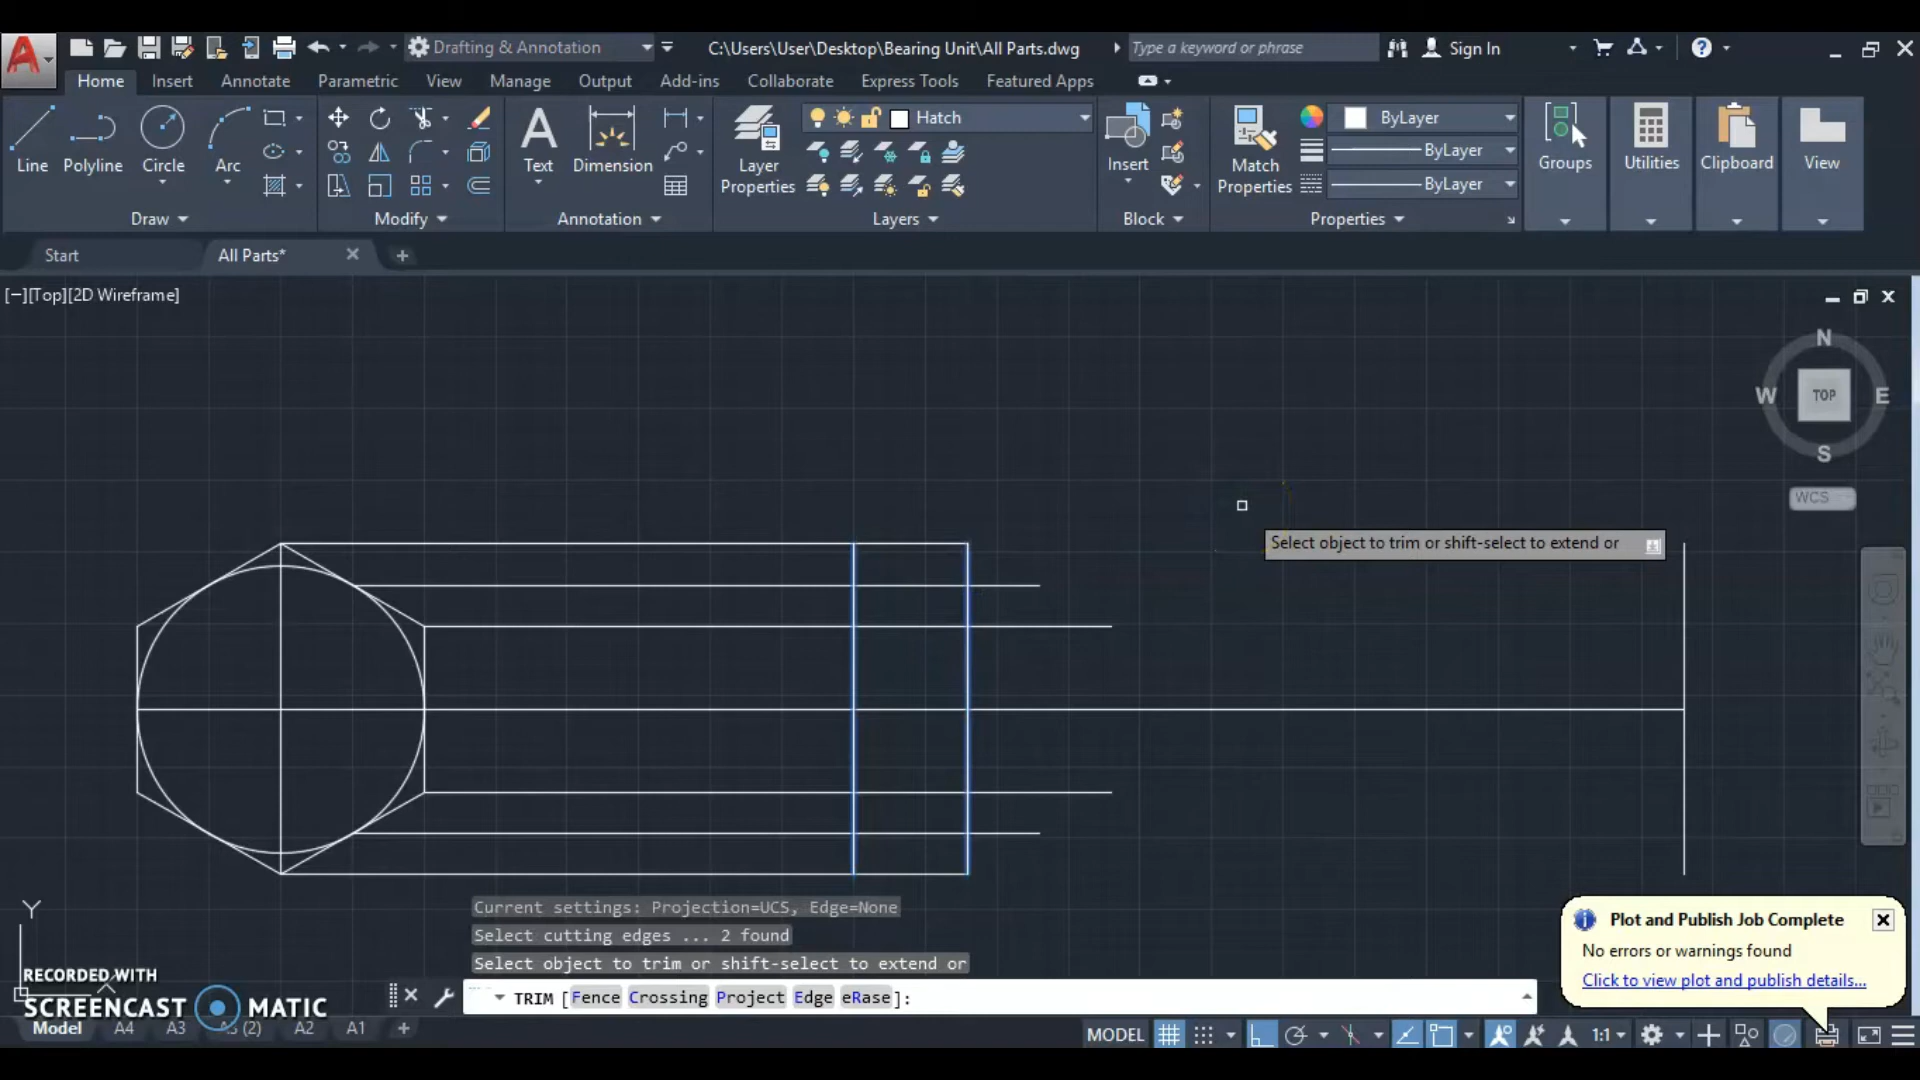 Drafting & Annotation
C:\Users\User\Desktop\Bearing Unit\All Parts.dwg
Type a keyword or phrase
Sign In
Home Insert Annotate Parametric View Manage Output Add-ins Collaborate Express Tools Featured Apps
Hatch
ByLayer
ByLayer
ByLayer
Line Polyline Circle Arc
Text Dimension
Layer Properties
Insert
Match Properties
Groups Utilities Clipboard View
Draw Modify Annotation Layers Block Properties
Start All Parts*
[−][Top][2D Wireframe]
N
W TOP E
S
WCS
Select object to trim or shift-select to extend or
Y
Current settings: Projection=UCS, Edge=None
Select cutting edges ... 2 found
Select object to trim or shift-select to extend or
TRIM [Fence Crossing Project Edge eRase]:
Plot and Publish Job Complete
No errors or warnings found
Click to view plot and publish details...
RECORDED WITH
SCREENCAST MATIC
Model A4 A3 (2) A2 A1
MODEL 1:1